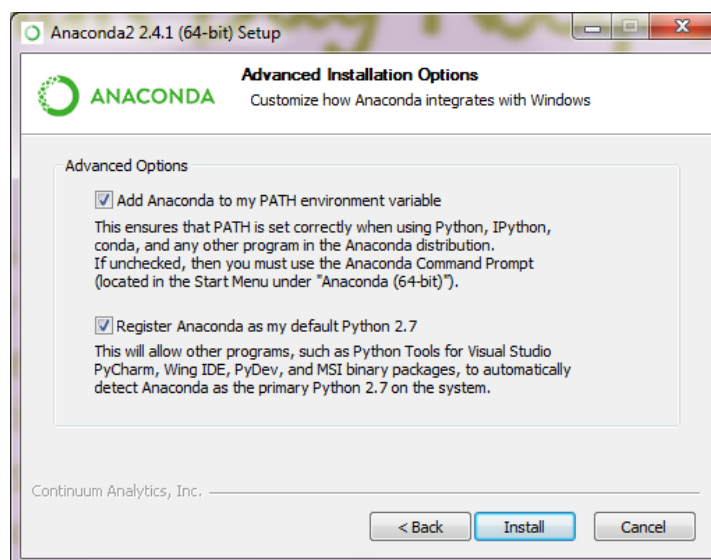 Anaconda2 2.4.1 (64-bit) Setup
ANACONDA
Advanced Installation Options
Customize how Anaconda integrates with Windows
Advanced Options
Add Anaconda to my PATH environment variable
This ensures that PATH is set correctly when using Python, IPython,
conda, and any other program in the Anaconda distribution.
If unchecked, then you must use the Anaconda Command Prompt
(located in the Start Menu under "Anaconda (64-bit)").
Register Anaconda as my default Python 2.7
This will allow other programs, such as Python Tools for Visual Studio
PyCharm, Wing IDE, PyDev, and MSI binary packages, to automatically
detect Anaconda as the primary Python 2.7 on the system.
Continuum Analytics, Inc.
< Back
Install
Cancel